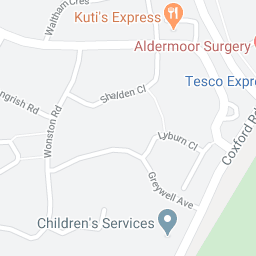 Waltham Cres
Kuti's Express
Aldermoor Surgery
Tesco Expre
Shalden Cl
ngrish Rd
Wonston Rd
Lyburn Cl
Coxford Rd
Greywell Ave
Children's Services